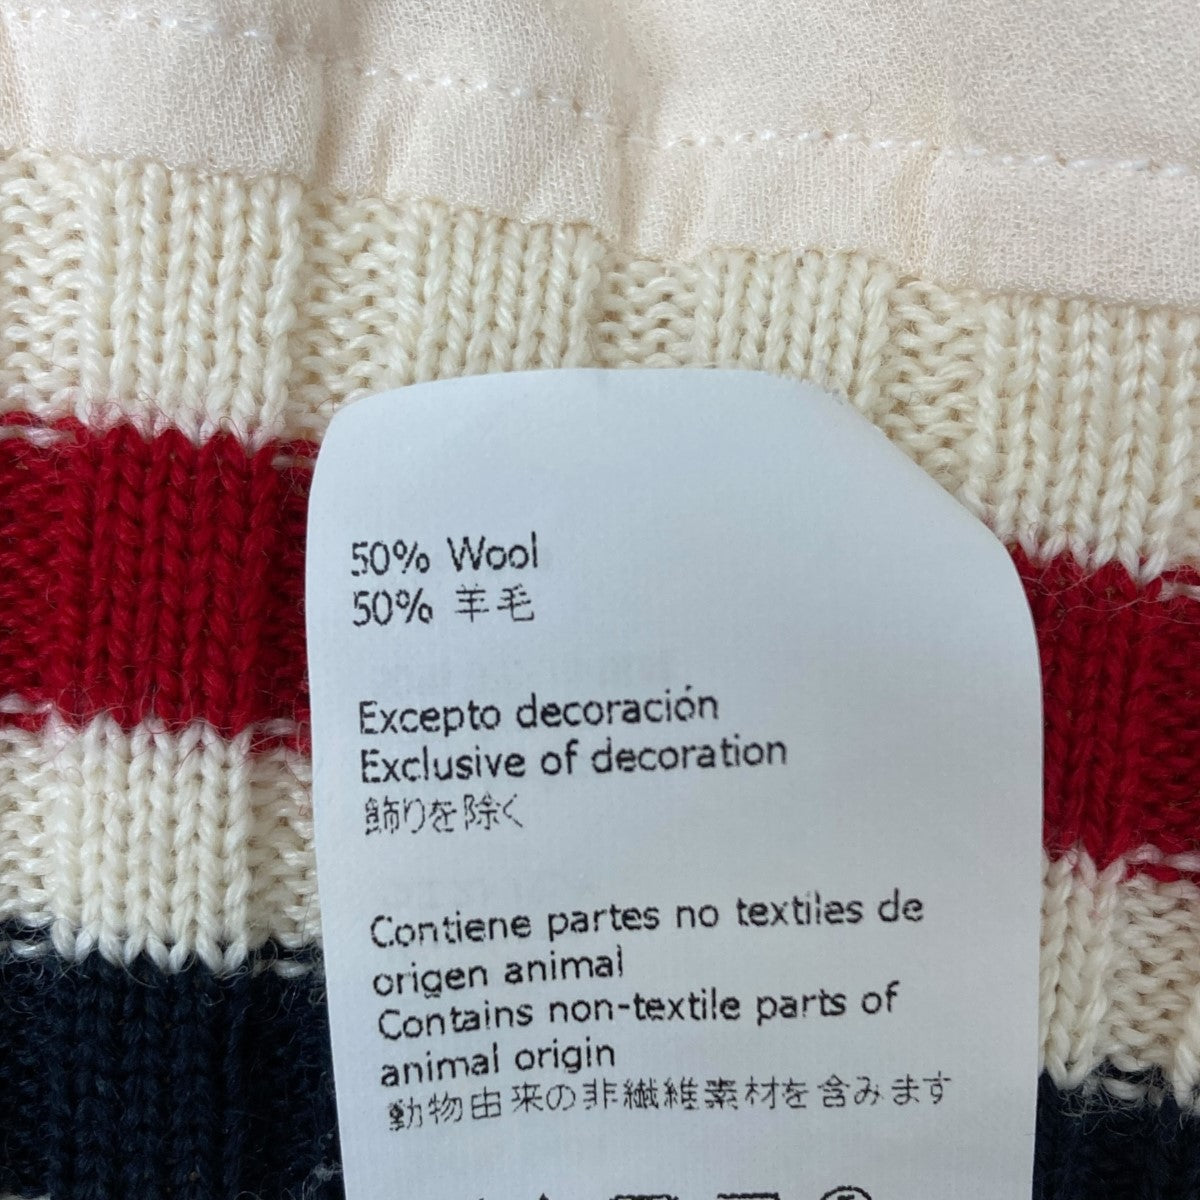 50% Wool
50% 羊毛
Excepto decoración
Exclusive of decoration
飾りを除く
Contiene partes no textiles de
origen animal
Contains non-textile parts of
animal origin
動物由来の非繊維素材を含みます